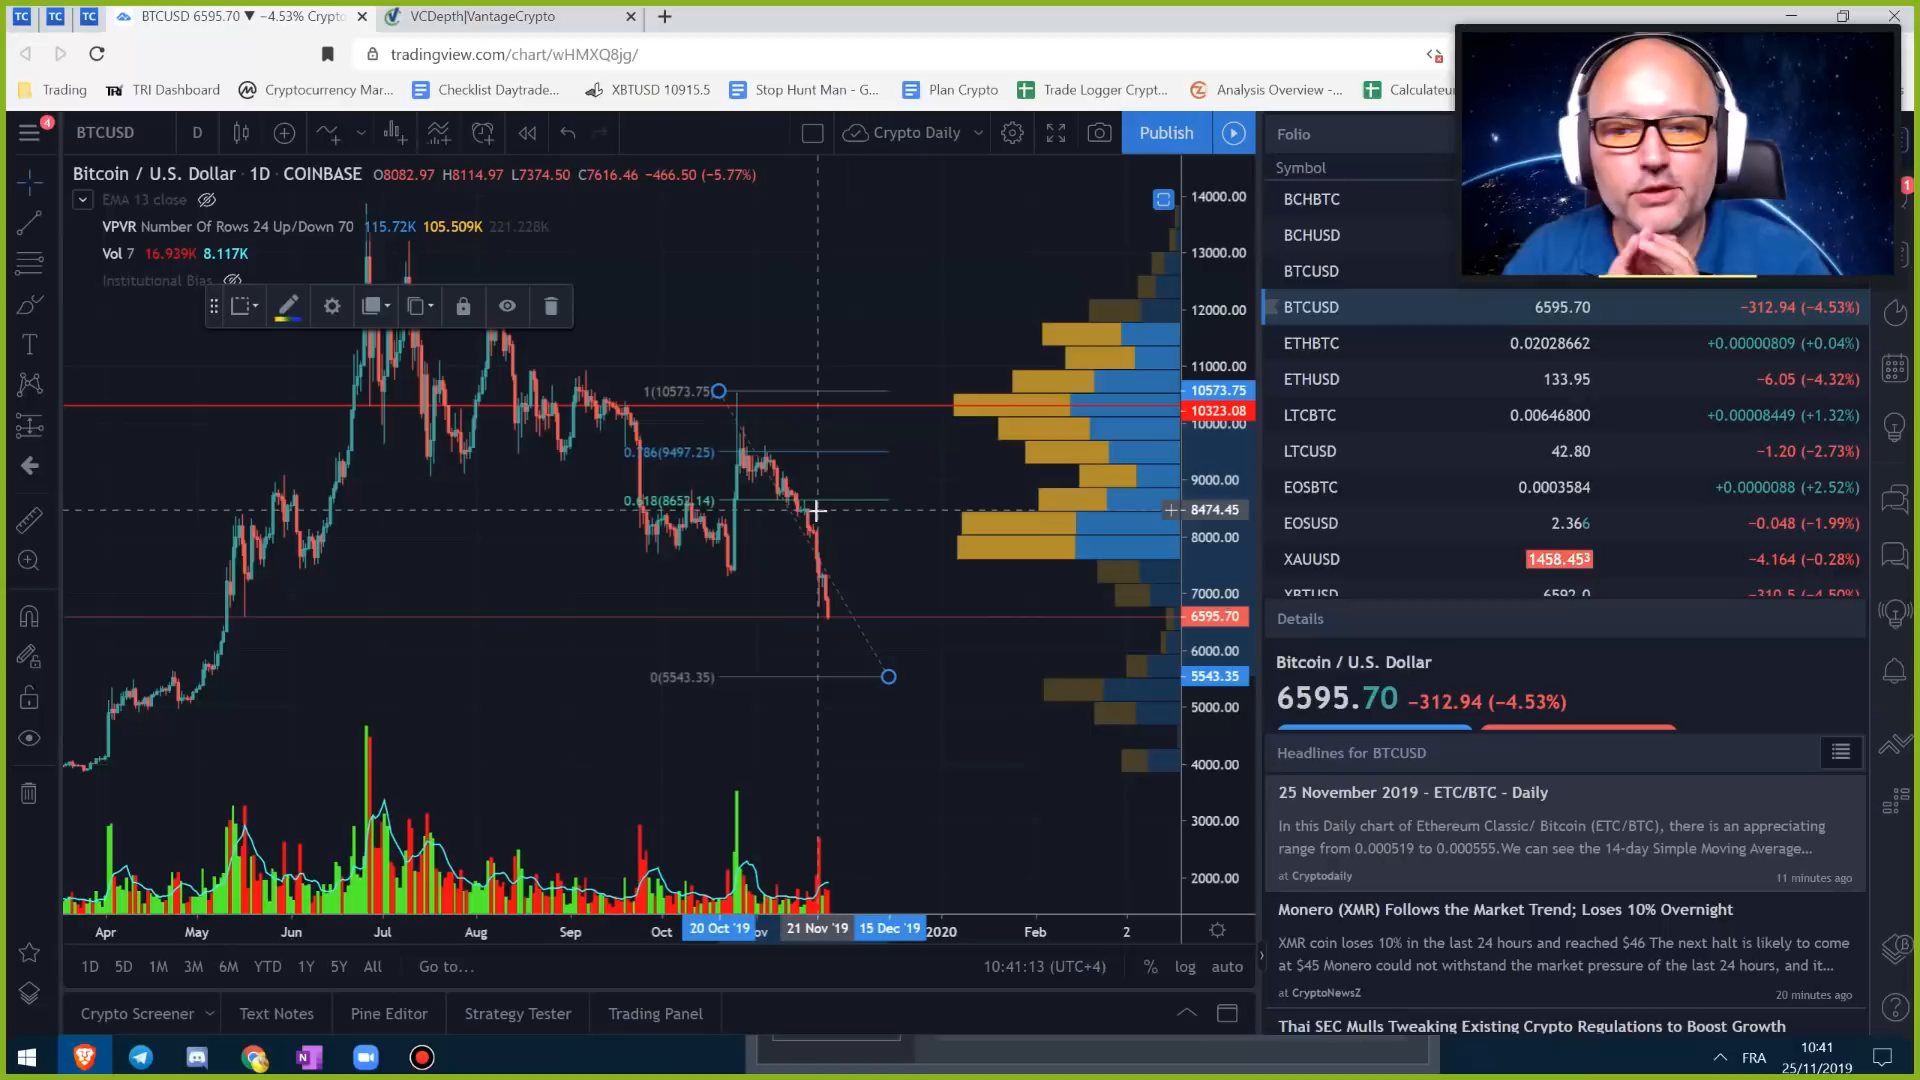 TC
TC
TC
BTCUSD 6595.70 ▼ −4.53% Crypto
VCDepth|VantageCrypto
tradingview.com/chart/wHMXQ8jg/
Trading
TRI Dashboard
Cryptocurrency Mar...
Checklist Daytrade...
XBTUSD 10915.5
Stop Hunt Man - G...
Plan Crypto
Trade Logger Crypt...
Analysis Overview -...
Calculateu
4
BTCUSD
D
Crypto Daily
Publish
Bitcoin / U.S. Dollar · 1D · COINBASE O8082.97 H8114.97 L7374.50 C7616.46 −466.50 (−5.77%)
EMA 13 close
VPVR Number Of Rows 24 Up/Down 70 115.72K 105.509K 221.228K
Vol 7 16.939K 8.117K
Institutional Bias
1(10573.75)
0.786(9497.25)
0.618(8652.14)
0(5543.35)
14000.00
13000.00
12000.00
11000.00
10573.75
10323.08
10000.00
9000.00
8474.45
8000.00
7000.00
6595.70
6000.00
5543.35
5000.00
4000.00
3000.00
2000.00
Apr
May
Jun
Jul
Aug
Sep
Oct
20 Oct '19
ov
21 Nov '19
15 Dec '19
2020
Feb
2
1D 5D 1M 3M 6M YTD 1Y 5Y All
Go to...
10:41:13 (UTC+4)
%
log
auto
Crypto Screener
Text Notes
Pine Editor
Strategy Tester
Trading Panel
Folio
Symbol
BCHBTC
BCHUSD
BTCUSD
BTCUSD 6595.70 −312.94 (−4.53%)
ETHBTC 0.02028662 +0.00000809 (+0.04%)
ETHUSD 133.95 −6.05 (−4.32%)
LTCBTC 0.00646800 +0.00008449 (+1.32%)
LTCUSD 42.80 −1.20 (−2.73%)
EOSBTC 0.0003584 +0.0000088 (+2.52%)
EOSUSD 2.366 −0.048 (−1.99%)
XAUUSD 1458.453 −4.164 (−0.28%)
XBTUSD 6592.0 −310.5 (−4.50%)
1
Details
Bitcoin / U.S. Dollar
6595.70 −312.94 (−4.53%)
Headlines for BTCUSD
25 November 2019 - ETC/BTC - Daily
In this Daily chart of Ethereum Classic/ Bitcoin (ETC/BTC), there is an appreciating
range from 0.000519 to 0.000555.We can see the 14-day Simple Moving Average...
at Cryptodaily
11 minutes ago
Monero (XMR) Follows the Market Trend; Loses 10% Overnight
XMR coin loses 10% in the last 24 hours and reached $46 The next halt is likely to come
at $45 Monero could not withstand the market pressure of the last 24 hours, and it...
at CryptoNewsZ
20 minutes ago
Thai SEC Mulls Tweaking Existing Crypto Regulations to Boost Growth
FRA
10:41
25/11/2019